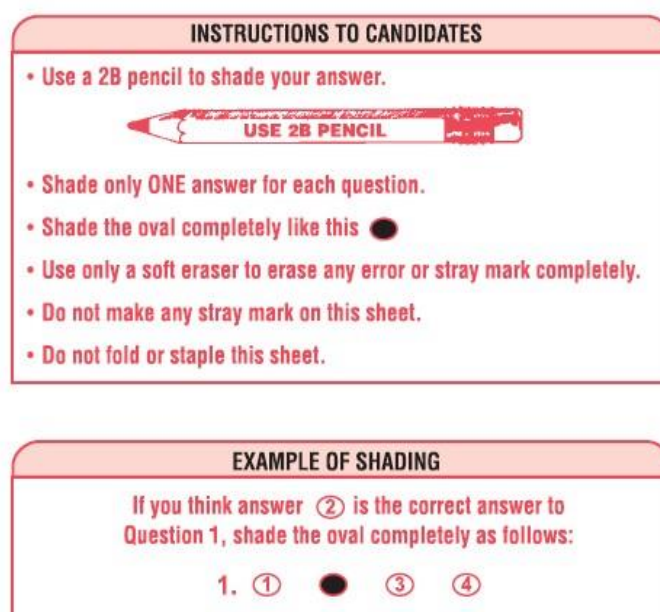 INSTRUCTIONS TO CANDIDATES
• Use a 2B pencil to shade your answer.
USE 2B PENCIL
• Shade only ONE answer for each question.
• Shade the oval completely like this
• Use only a soft eraser to erase any error or stray mark completely.
• Do not make any stray mark on this sheet.
• Do not fold or staple this sheet.
EXAMPLE OF SHADING
If you think answer ② is the correct answer to
Question 1, shade the oval completely as follows:
1. ① ③ ④